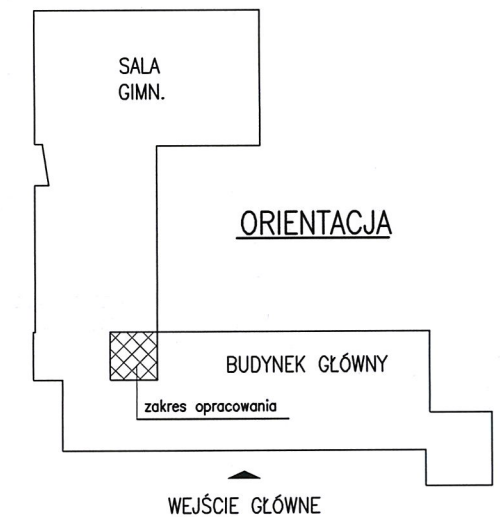 SALA
GIMN.
ORIENTACJA
BUDYNEK GŁÓWNY
zakres opracowania
WEJŚCIE GŁÓWNE